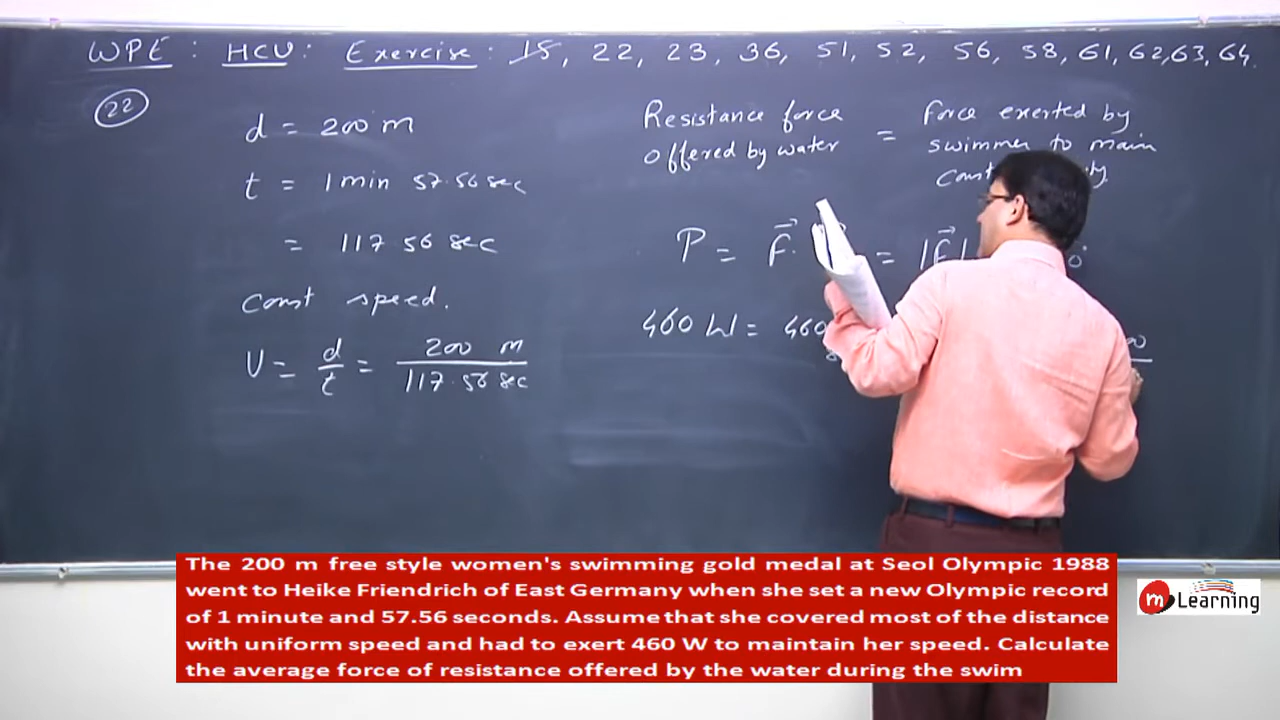 WPE : HCV : Exercise : 15, 22, 23, 36, 51, 52, 56, 58, 61, 62, 63, 64.
22
d = 200 m
t = 1 min 57.56 sec
= 117.56 sec
Const speed.
U = d/t = 200 m / 117.56 sec
Resistance force offered by water = Force exerted by swimmer to main
P = F⃗ . = |F⃗|
460 W = 460
The 200 m free style women's swimming gold medal at Seol Olympic 1988
went to Heike Friendrich of East Germany when she set a new Olympic record
of 1 minute and 57.56 seconds. Assume that she covered most of the distance
with uniform speed and had to exert 460 W to maintain her speed. Calculate
the average force of resistance offered by the water during the swim
m Learning